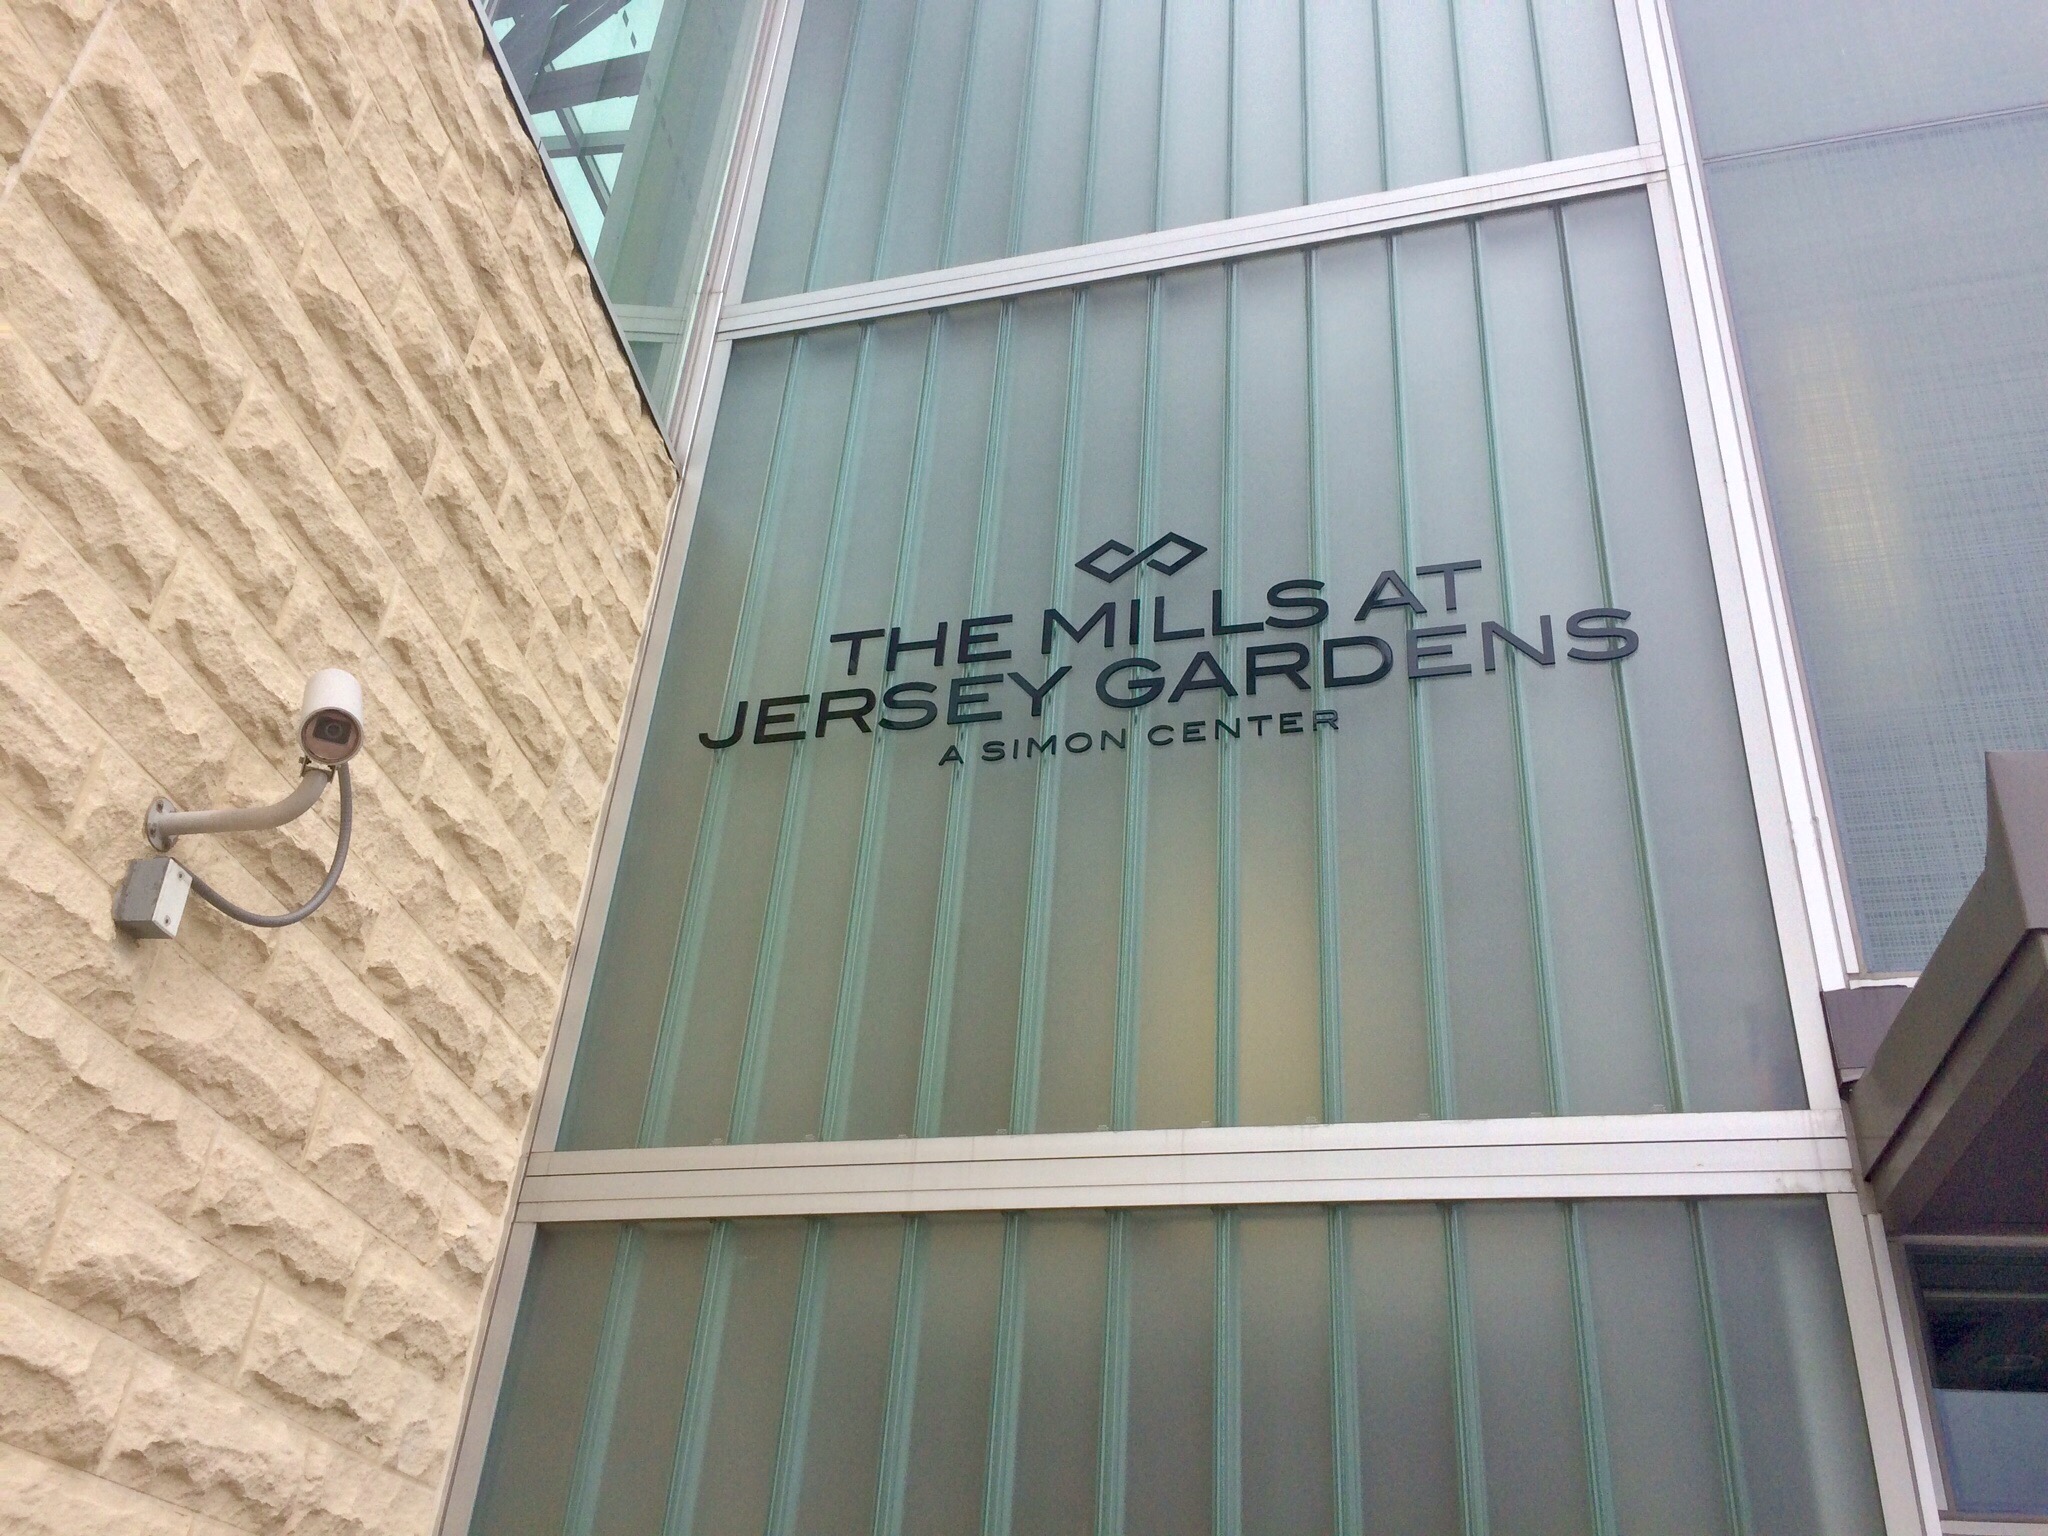 THE MILLS AT
JERSEY GARDENS
A SIMON CENTER